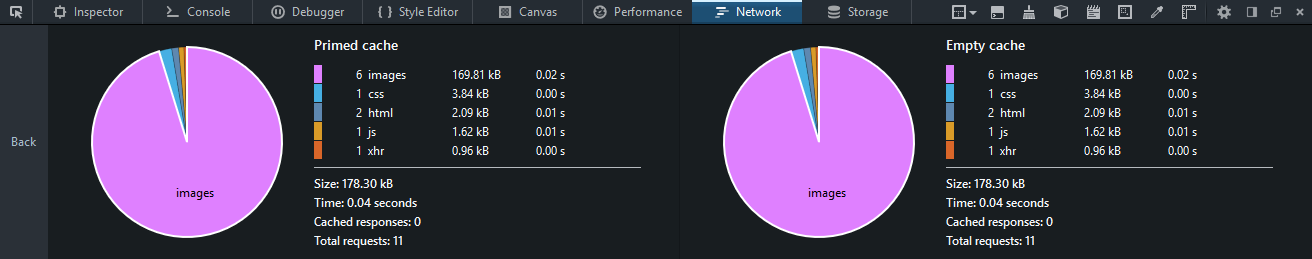 Inspector Console Debugger Style Editor Canvas Performance Network Storage
Back
Primed cache
6 images 169.81 kB 0.02 s
1 css 3.84 kB 0.00 s
2 html 2.09 kB 0.01 s
1 js 1.62 kB 0.01 s
1 xhr 0.96 kB 0.00 s
images
Size: 178.30 kB
Time: 0.04 seconds
Cached responses: 0
Total requests: 11
Empty cache
6 images 169.81 kB 0.02 s
1 css 3.84 kB 0.00 s
2 html 2.09 kB 0.01 s
1 js 1.62 kB 0.01 s
1 xhr 0.96 kB 0.00 s
images
Size: 178.30 kB
Time: 0.04 seconds
Cached responses: 0
Total requests: 11